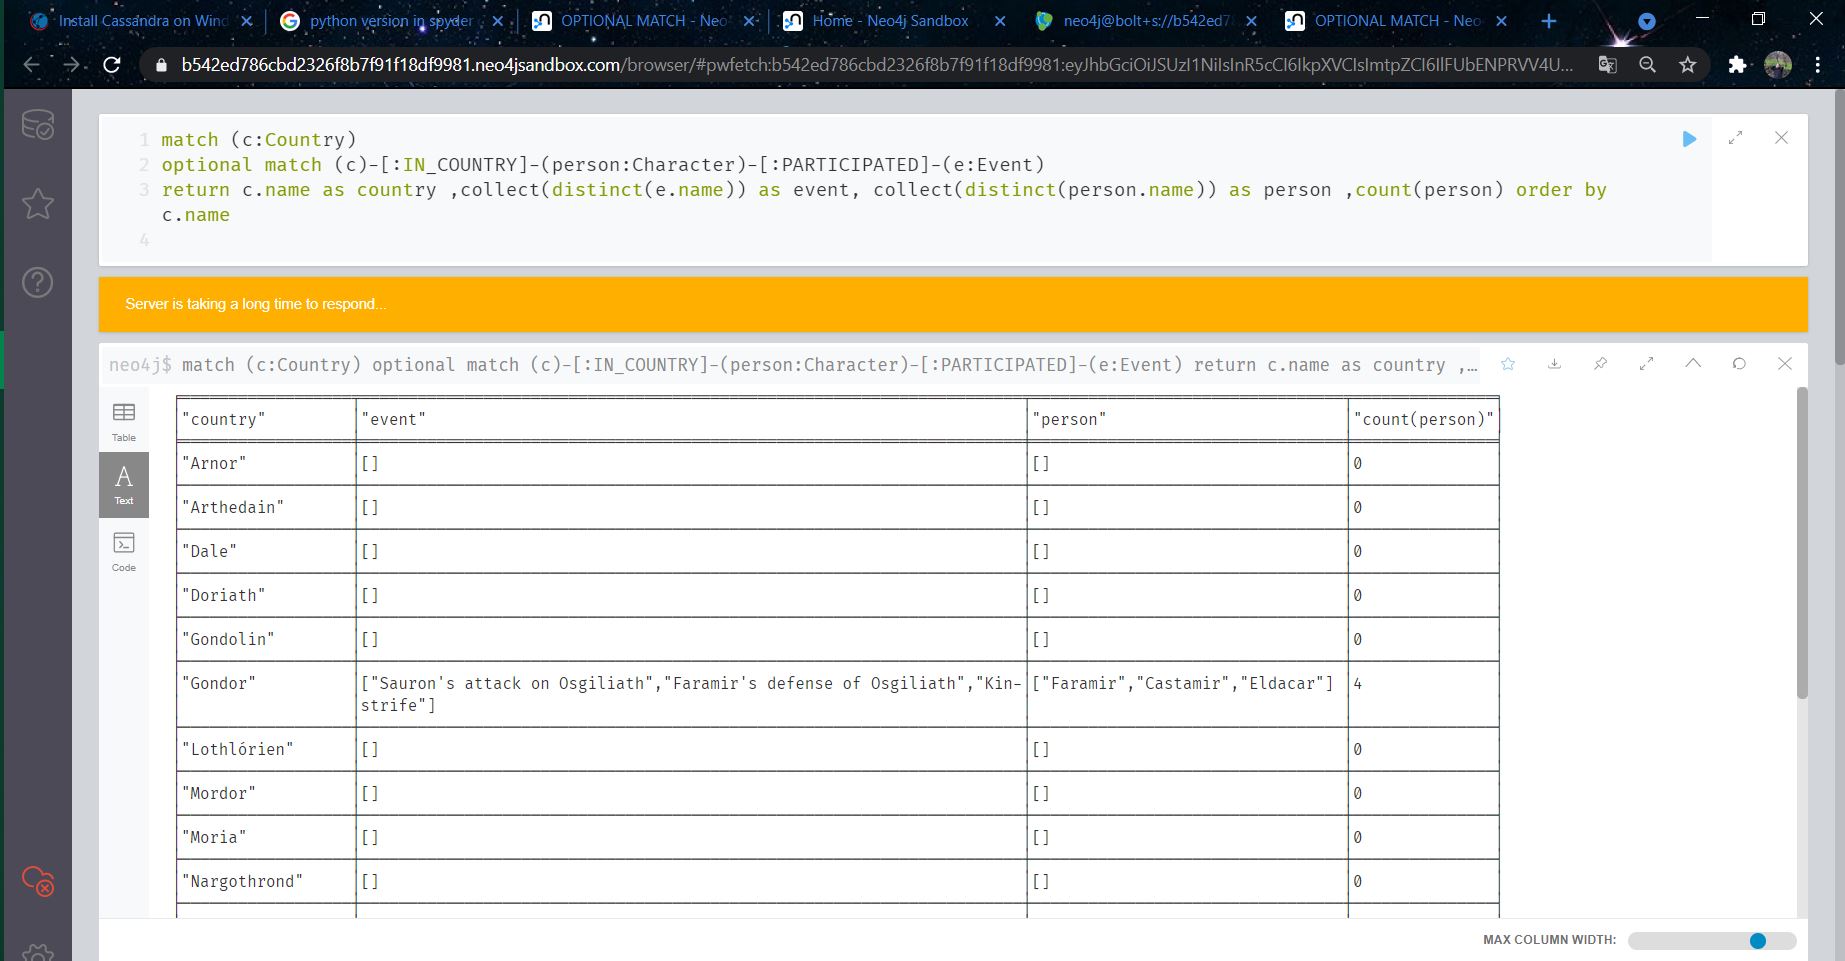 Install Cassandra on Wind
python version in spyder
OPTIONAL MATCH - Neo
Home - Neo4j Sandbox
neo4j@bolt+s://b542ed7
OPTIONAL MATCH - Neo
b542ed786cbd2326f8b7f91f18df9981.neo4jsandbox.com/browser/#pwfetch:b542ed786cbd2326f8b7f91f18df9981:eyJhbGciOiJSUzI1NiIsInR5cCI6IkpXVCIsImtpZCI6IlFUbENPRVV4U...
1 match (c:Country)
2 optional match (c)-[:IN_COUNTRY]-(person:Character)-[:PARTICIPATED]-(e:Event)
3 return c.name as country ,collect(distinct(e.name)) as event, collect(distinct(person.name)) as person ,count(person) order by
c.name
4
Server is taking a long time to respond...
neo4j$ match (c:Country) optional match (c)-[:IN_COUNTRY]-(person:Character)-[:PARTICIPATED]-(e:Event) return c.name as country ,…
Table
A
Text
Code
"country" "event" "person" "count(person)"
"Arnor" [] [] 0
"Arthedain" [] [] 0
"Dale" [] [] 0
"Doriath" [] [] 0
"Gondolin" [] [] 0
"Gondor" ["Sauron's attack on Osgiliath","Faramir's defense of Osgiliath","Kin- ["Faramir","Castamir","Eldacar"] 4
strife"]
"Lothlórien" [] [] 0
"Mordor" [] [] 0
"Moria" [] [] 0
"Nargothrond" [] [] 0
MAX COLUMN WIDTH: